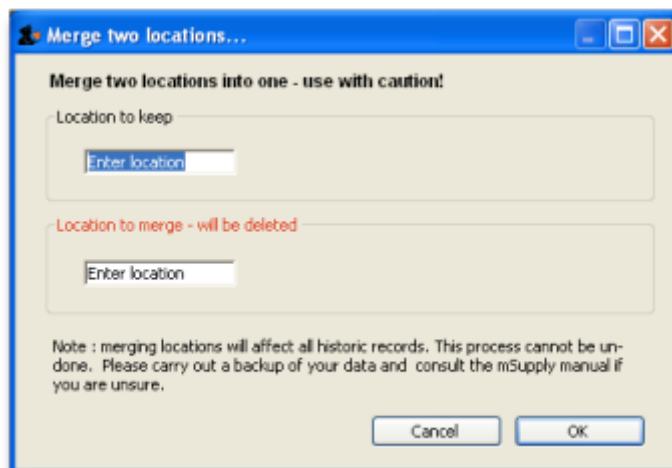 Merge two locations...
Merge two locations into one - use with caution!
Location to keep
Enter location
Location to merge - will be deleted
Enter location
Note : merging locations will affect all historic records. This process cannot be un-
done. Please carry out a backup of your data and consult the mSupply manual if
you are unsure.
Cancel OK